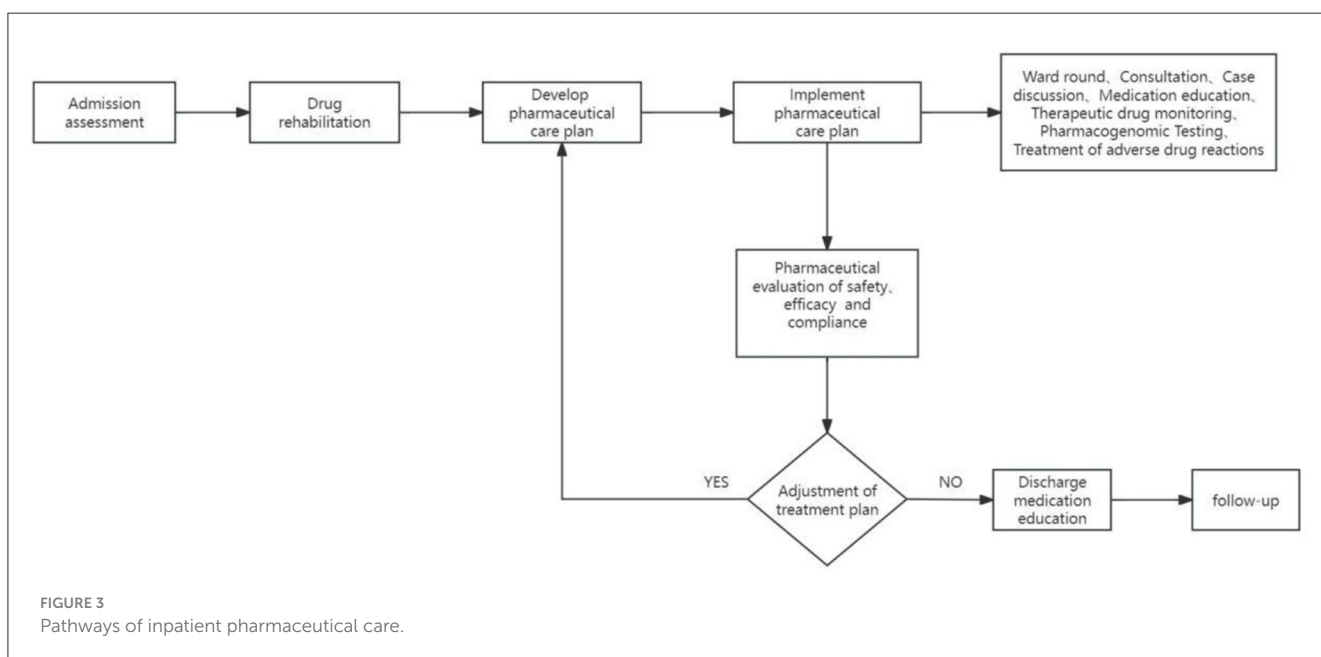 Admission
assessment
Drug
rehabilitation
Develop
pharmaceutical
care plan
Implement
pharmaceutical
care plan
Ward round、Consultation、Case
discussion、Medication education、
Therapeutic drug monitoring、
Pharmacogenomic Testing、
Treatment of adverse drug reactions
Pharmaceutical
evaluation of safety、
efficacy and
compliance
YES
Adjustment of
treatment plan
NO
Discharge
medication
education
follow-up
FIGURE 3
Pathways of inpatient pharmaceutical care.